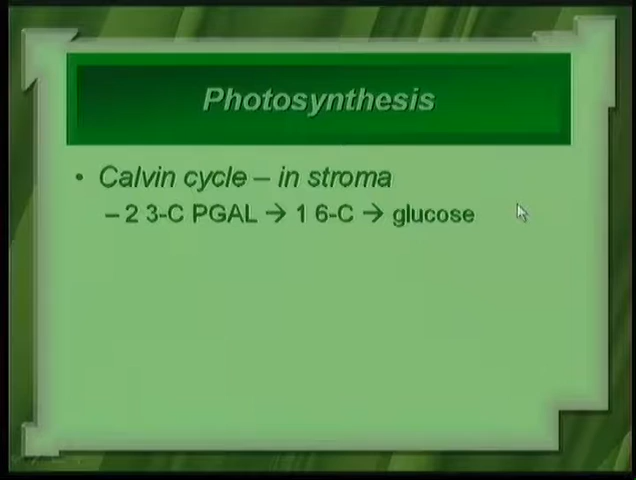 Photosynthesis
• Calvin cycle – in stroma
– 2 3-C PGAL → 1 6-C → glucose